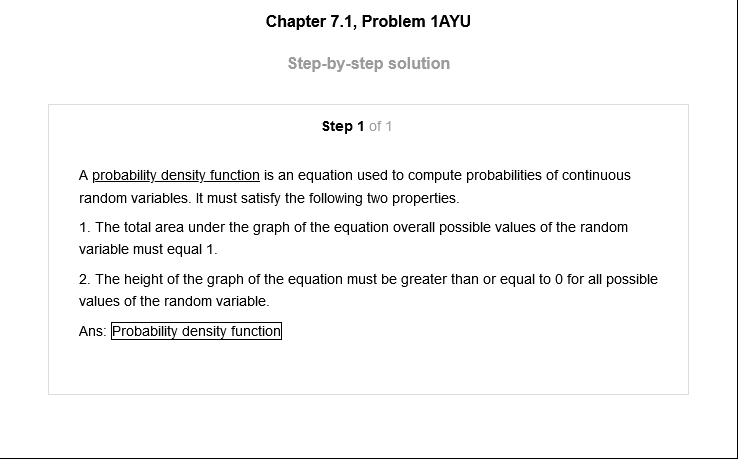 Chapter 7.1, Problem 1AYU
Step-by-step solution
Step 1 of 1
A probability density function is an equation used to compute probabilities of continuous
random variables. It must satisfy the following two properties.
1. The total area under the graph of the equation overall possible values of the random
variable must equal 1.
2. The height of the graph of the equation must be greater than or equal to 0 for all possible
values of the random variable.
Ans: Probability density function